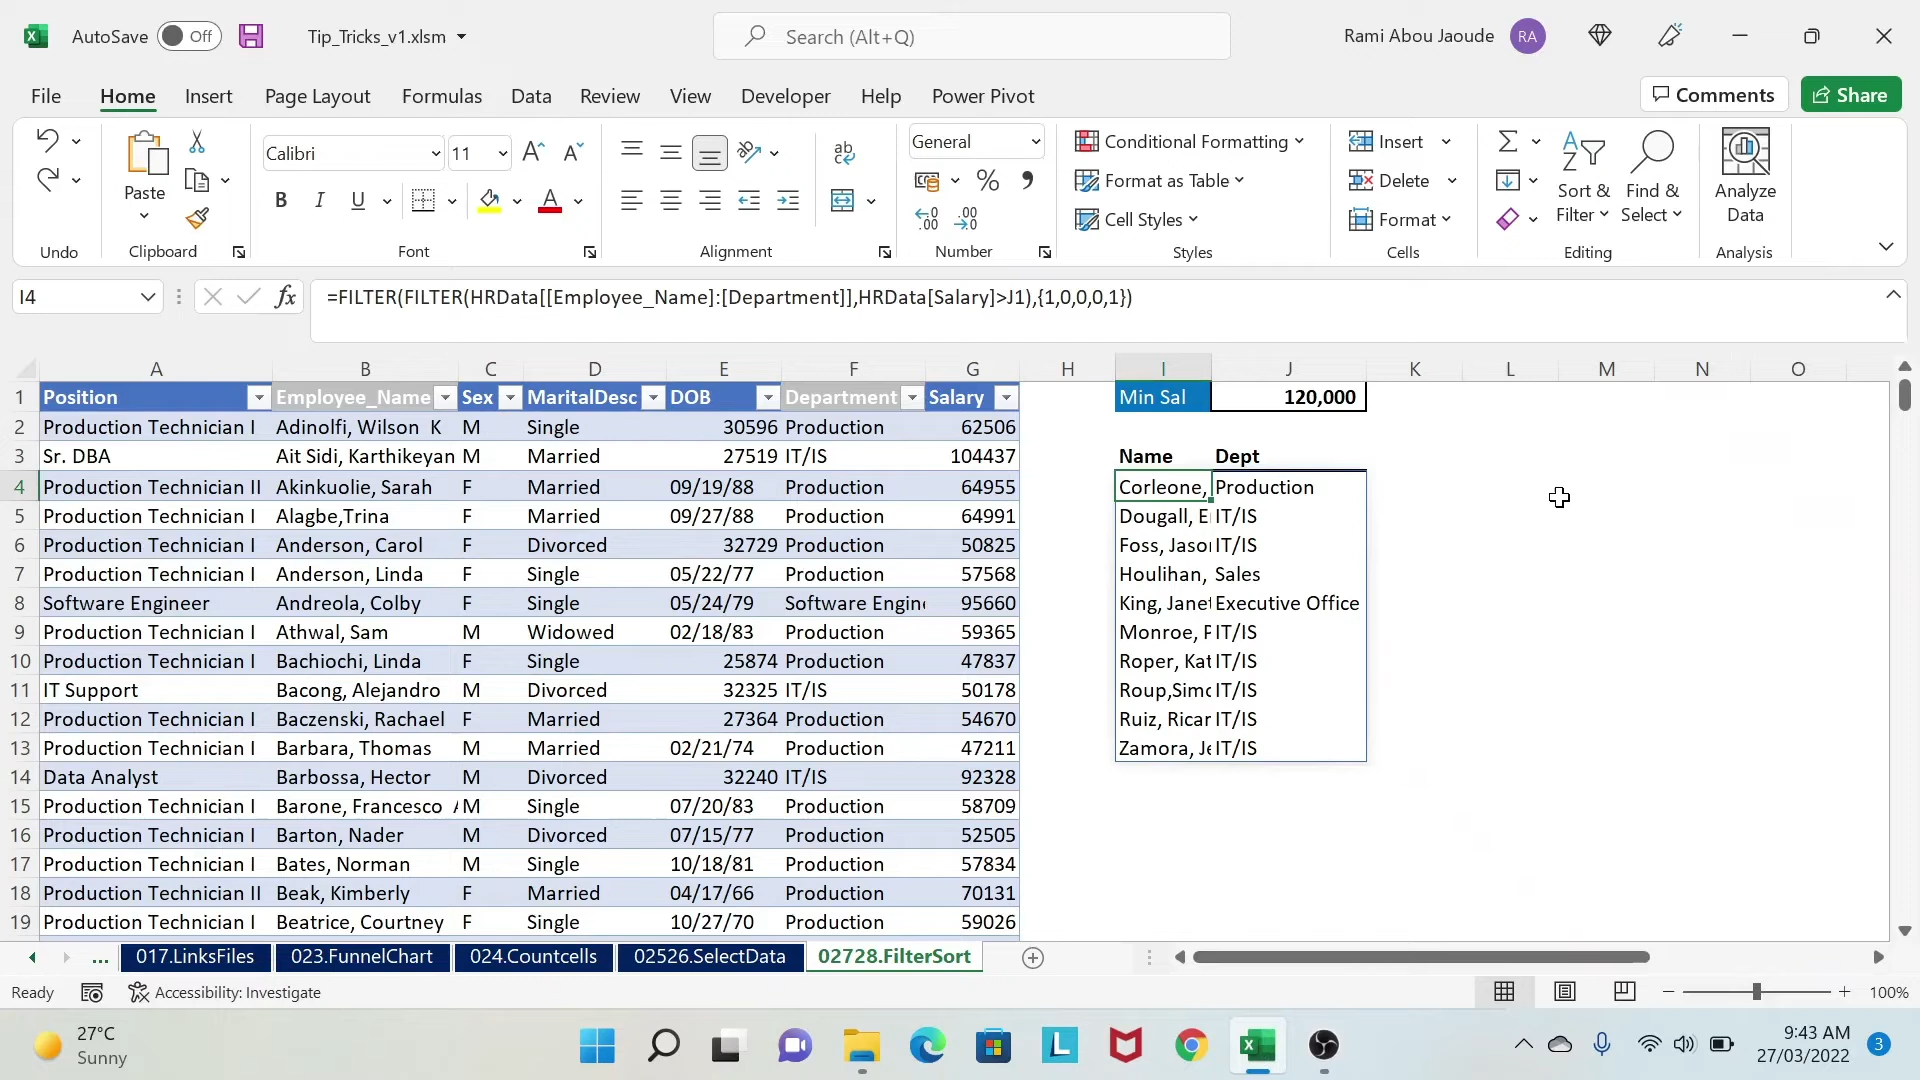 AutoSave Off Tip_Tricks_v1.xlsm Search (Alt+Q) Rami Abou Jaoude RA
File Home Insert Page Layout Formulas Data Review View Developer Help Power Pivot Comments Share
Calibri 11 General Conditional Formatting Insert
Paste Format as Table Delete Sort & Filter Find & Select Analyze Data
B I U Cell Styles Format
Undo Clipboard Font Alignment Number Styles Cells Editing Analysis
I4 fx =FILTER(FILTER(HRData[[Employee_Name]:[Department]],HRData[Salary]>J1),{1,0,0,0,1})
A B C D E F G H I J K L M N O
1 Position Employee_Name Sex MaritalDesc DOB Department Salary Min Sal 120,000
2 Production Technician I Adinolfi, Wilson K M Single 30596 Production 62506
3 Sr. DBA Ait Sidi, Karthikeyan M Married 27519 IT/IS 104437 Name Dept
4 Production Technician II Akinkuolie, Sarah F Married 09/19/88 Production 64955 Corleone, Production
5 Production Technician I Alagbe,Trina F Married 09/27/88 Production 64991 Dougall, E IT/IS
6 Production Technician I Anderson, Carol F Divorced 32729 Production 50825 Foss, Jaso IT/IS
7 Production Technician I Anderson, Linda F Single 05/22/77 Production 57568 Houlihan, Sales
8 Software Engineer Andreola, Colby F Single 05/24/79 Software Engin 95660 King, Jane Executive Office
9 Production Technician I Athwal, Sam M Widowed 02/18/83 Production 59365 Monroe, P IT/IS
10 Production Technician I Bachiochi, Linda F Single 25874 Production 47837 Roper, Kat IT/IS
11 IT Support Bacong, Alejandro M Divorced 32325 IT/IS 50178 Roup,Simo IT/IS
12 Production Technician I Baczenski, Rachael F Married 27364 Production 54670 Ruiz, Ricar IT/IS
13 Production Technician I Barbara, Thomas M Married 02/21/74 Production 47211 Zamora, Je IT/IS
14 Data Analyst Barbossa, Hector M Divorced 32240 IT/IS 92328
15 Production Technician I Barone, Francesco A M Single 07/20/83 Production 58709
16 Production Technician I Barton, Nader M Divorced 07/15/77 Production 52505
17 Production Technician I Bates, Norman M Single 10/18/81 Production 57834
18 Production Technician II Beak, Kimberly F Married 04/17/66 Production 70131
19 Production Technician I Beatrice, Courtney F Single 10/27/70 Production 59026
... 017.LinksFiles 023.FunnelChart 024.Countcells 02526.SelectData 02728.FilterSort
Ready Accessibility: Investigate 100%
27°C 9:43 AM
Sunny 27/03/2022 3